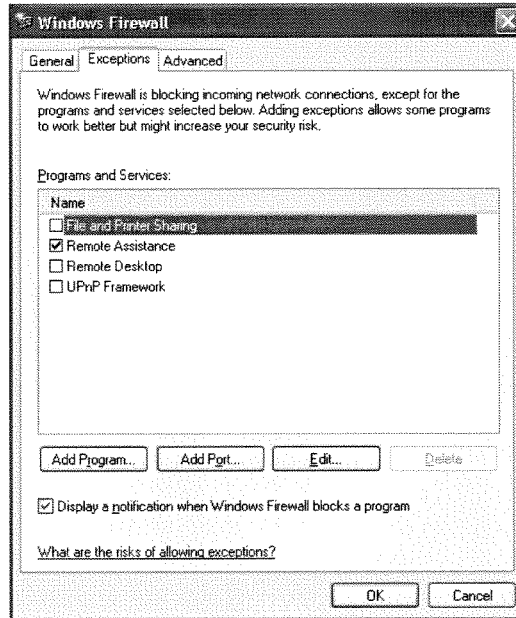 Windows Firewall
General Exceptions Advanced
Windows Firewall is blocking incoming network connections, except for the
programs and services selected below. Adding exceptions allows some programs
to work better but might increase your security risk.
Programs and Services:
Name
File and Printer Sharing
Remote Assistance
Remote Desktop
UPnP Framework
Add Program... Add Port... Edit... Delete
Display a notification when Windows Firewall blocks a program
What are the risks of allowing exceptions?
OK Cancel